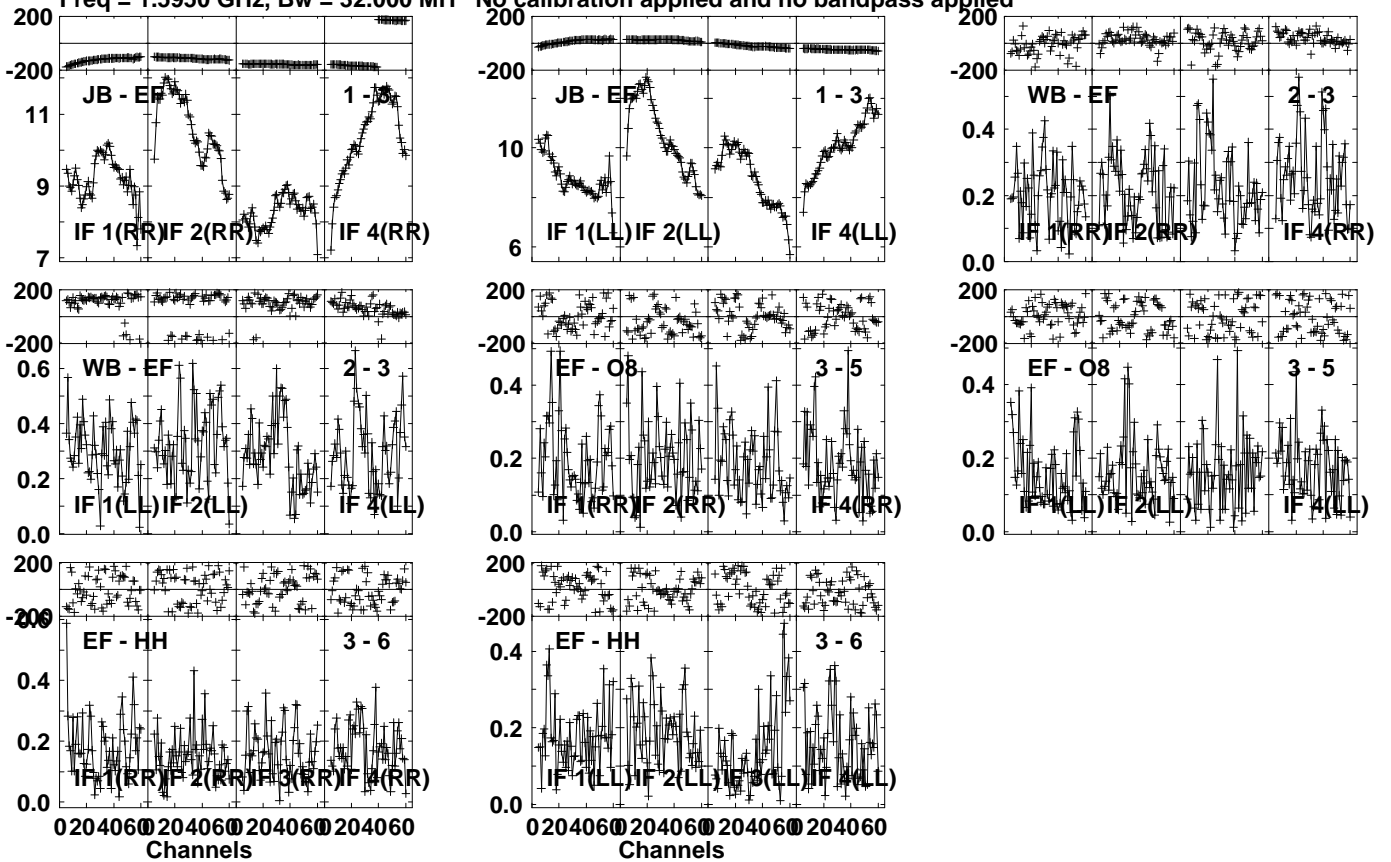 Freq = 1.5950 GHz, Bw = 32.000 MH No calibration applied and no bandpass applied
200
-200
JB - EF 1 - 3
11
9
7
IF 1(RR) IF 2(RR) IF 4(RR)
JB - EF 1 - 3
10
6
IF 1(LL) IF 2(LL) IF 4(LL)
200
-200
WB - EF 2 - 3
0.4
0.2
0.0
IF 1(RR) IF 2(RR) IF 4(RR)
200
-200
WB - EF 2 - 3
0.6
0.4
0.2
0.0
IF 1(LL) IF 2(LL) IF 4(LL)
200
-200
EF - O8 3 - 5
0.4
0.2
0.0
IF 1(RR) IF 2(RR) IF 4(RR)
200
-200
EF - O8 3 - 5
0.4
0.2
0.0
IF 1(LL) IF 2(LL) IF 4(LL)
200
-200
0.6
EF - HH 3 - 6
0.4
0.2
0.0
IF 1(RR) IF 2(RR) IF 3(RR) IF 4(RR)
0 20 40 60 0 20 40 60 0 20 40 60 0 20 40 60
Channels
200
-200
EF - HH 3 - 6
0.4
0.2
0.0
IF 1(LL) IF 2(LL) IF 3(LL) IF 4(LL)
0 20 40 60 0 20 40 60 0 20 40 60 0 20 40 60
Channels